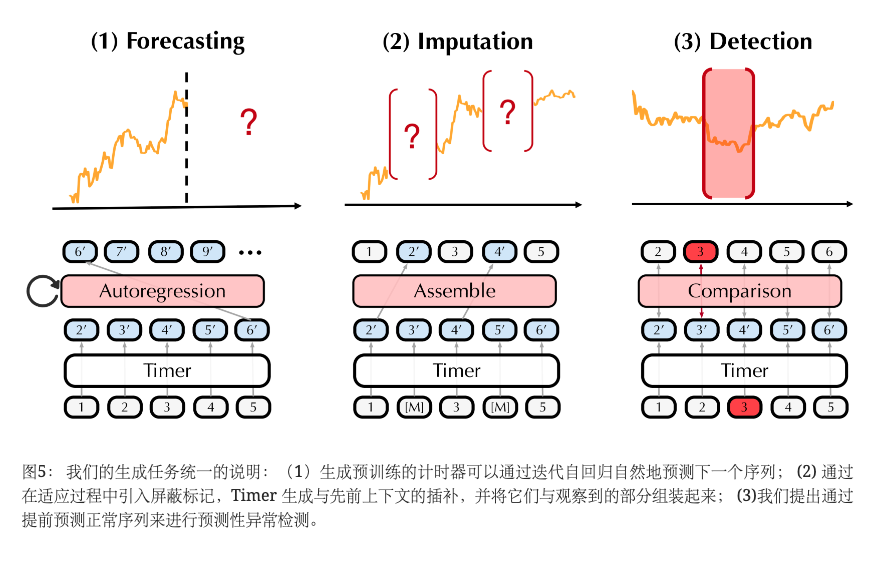 (1) Forecasting
(2) Imputation
(3) Detection
?
?
?
6′ 7′ 8′ 9′ •••
1 2′ 3 4′ 5
2 3 4 5 6
Autoregression
Assemble
Comparison
2′ 3′ 4′ 5′ 6′
2′ 3′ 4′ 5′ 6′
2′ 3′ 4′ 5′ 6′
Timer
Timer
Timer
1 2 3 4 5
1 [M] 3 [M] 5
1 2 3 4 5
图5： 我们的生成任务统一的说明：（1）生成预训练的计时器可以通过迭代自回归自然地预测下一个序列； (2) 通过
在适应过程中引入屏蔽标记，Timer 生成与先前上下文的插补，并将它们与观察到的部分组装起来； (3)我们提出通过
提前预测正常序列来进行预测性异常检测。